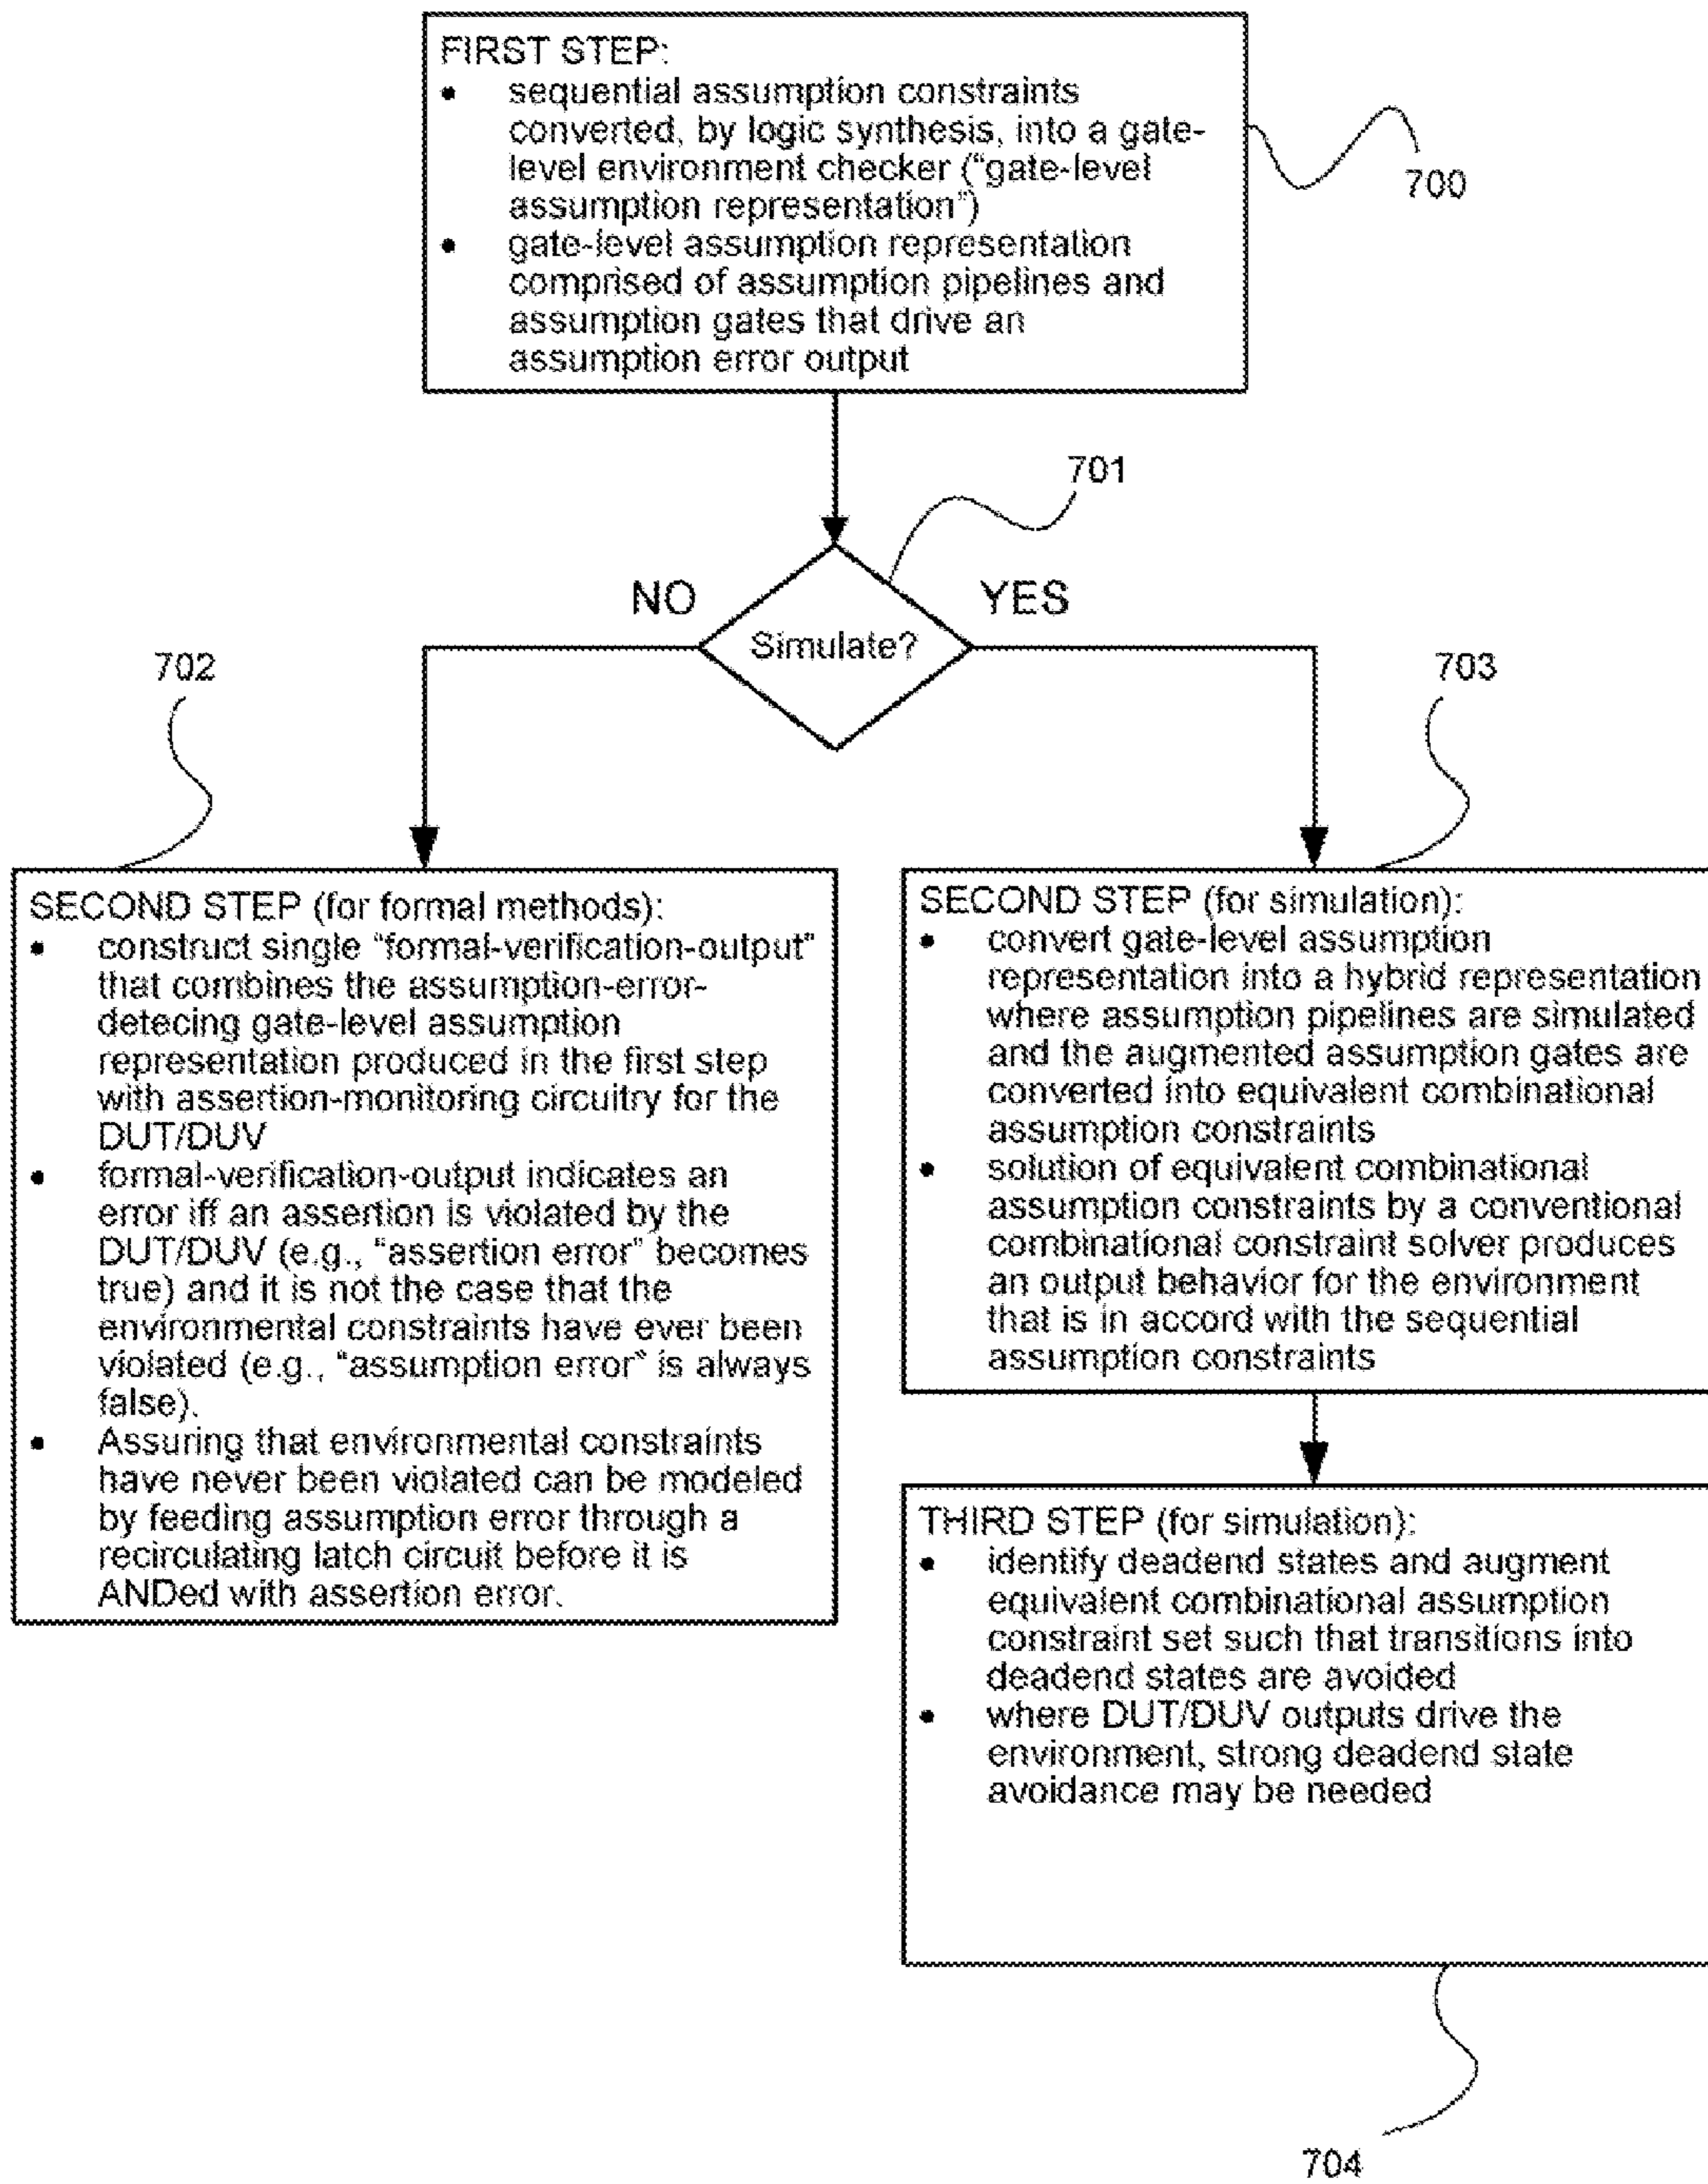 FIRST STEP:
• sequential assumption constraints
converted, by logic synthesis, into a gate-
level environment checker ("gate-level
assumption representation")
• gate-level assumption representation
comprised of assumption pipelines and
assumption gates that drive an
assumption error output
700
701
NO
YES
Simulate?
702
703
SECOND STEP (for formal methods):
• construct single "formal-verification-output"
that combines the assumption-error-
detecing gate-level assumption
representation produced in the first step
with assertion-monitoring circuitry for the
DUT/DUV
• formal-verification-output indicates an
error iff an assertion is violated by the
DUT/DUV (e.g., "assertion error" becomes
true) and it is not the case that the
environmental constraints have ever been
violated (e.g., "assumption error" is always
false).
• Assuring that environmental constraints
have never been violated can be modeled
by feeding assumption error through a
recirculating latch circuit before it is
ANDed with assertion error.
SECOND STEP (for simulation):
• convert gate-level assumption
representation into a hybrid representation
where assumption pipelines are simulated
and the augmented assumption gates are
converted into equivalent combinational
assumption constraints
• solution of equivalent combinational
assumption constraints by a conventional
combinational constraint solver produces
an output behavior for the environment
that is in accord with the sequential
assumption constraints
THIRD STEP (for simulation):
• identify deadend states and augment
equivalent combinational assumption
constraint set such that transitions into
deadend states are avoided
• where DUT/DUV outputs drive the
environment, strong deadend state
avoidance may be needed
704